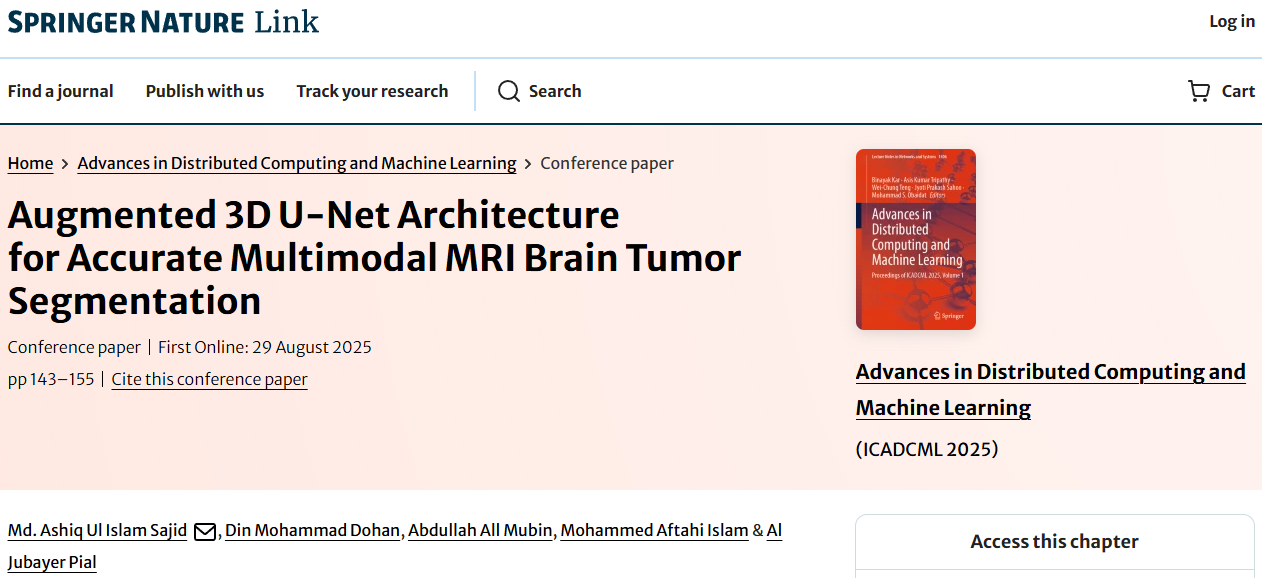 SPRINGER NATURE Link
Log in
Find a journal
Publish with us
Track your research
Search
Cart
Home > Advances in Distributed Computing and Machine Learning > Conference paper
Augmented 3D U-Net Architecture
for Accurate Multimodal MRI Brain Tumor
Segmentation
Conference paper | First Online: 29 August 2025
pp 143–155 | Cite this conference paper
Lecture Notes in Networks and Systems
Binayak Kar · Asis Kumar Tripathy ·
Wei-Chung Teng · Jyoti Prakash Sahoo ·
Mohammad S. Obaidat Editors
Advances in
Distributed
Computing and
Machine Learning
Proceedings of ICADCML 2025, Volume 1
Springer
Advances in Distributed Computing and
Machine Learning
(ICADCML 2025)
Md. Ashiq Ul Islam Sajid, Din Mohammad Dohan, Abdullah All Mubin, Mohammed Aftahi Islam & Al
Jubayer Pial
Access this chapter